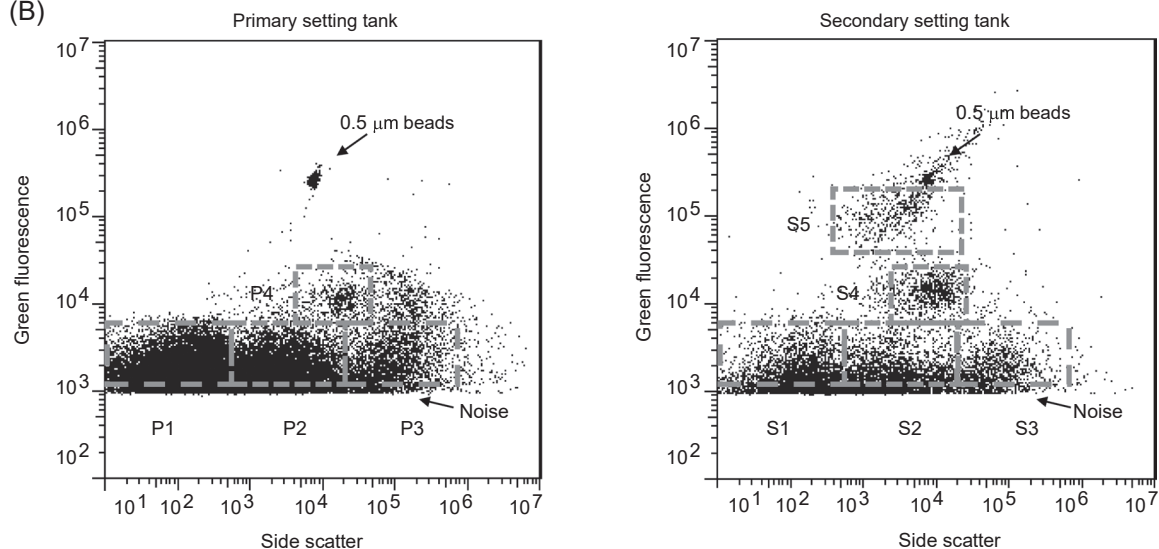 (B)
Primary setting tank
Green fluorescence
10^7
10^6
10^5
10^4
10^3
10^2
0.5 μm beads
P4
Noise
P1 P2 P3
10^1 10^2 10^3 10^4 10^5 10^6 10^7
Side scatter
Secondary setting tank
Green fluorescence
10^7
10^6
10^5
10^4
10^3
10^2
0.5 μm beads
S5
S4
Noise
S1 S2 S3
10^1 10^2 10^3 10^4 10^5 10^6 10^7
Side scatter